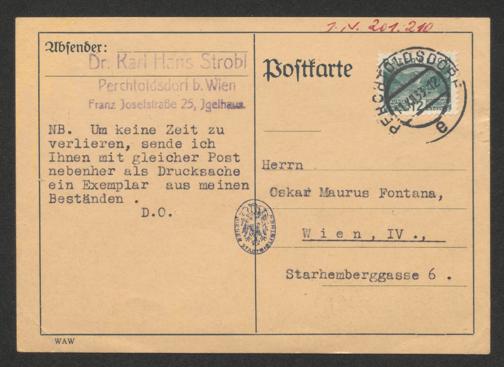 I.N. 201.210
Absender:
Dr. Karl Hans Strobl
Perchtoldsdorf b. Wien
Franz Joselstraße 25, Igelhaus.
Postkarte
PERCHTOLDSDORF
NB. Um keine Zeit zu
verlieren, sende ich
Ihnen mit gleicher Post
nebenher als Drucksache
ein Exemplar aus meinen
Beständen .
D.O.
Herrn
Oskar Maurus Fontana,
Wien, IV.,
Starhemberggasse 6 .
WAW